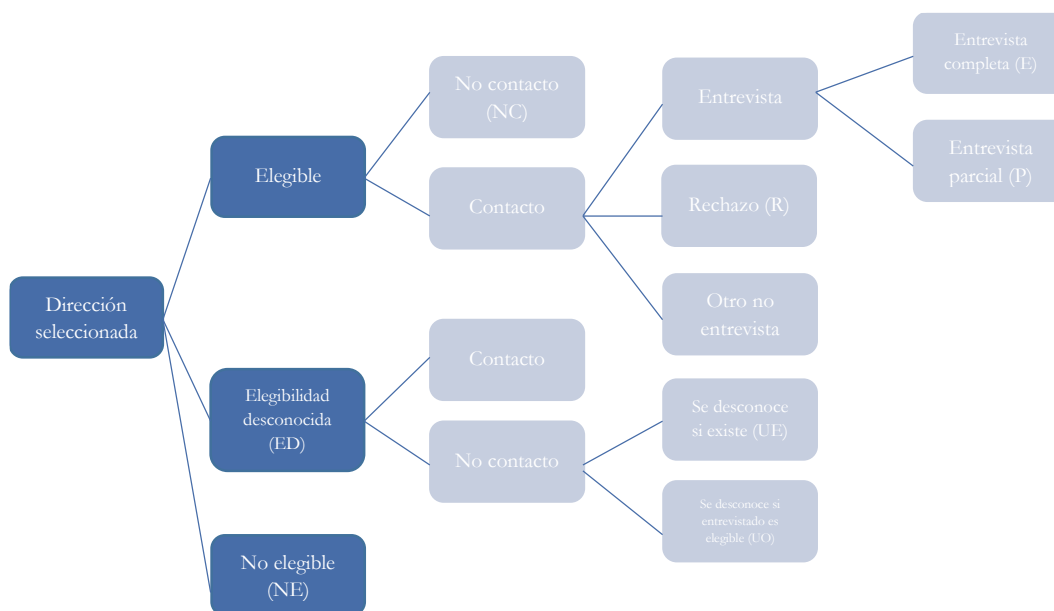 Dirección
seleccionada
Elegible
No contacto
(NC)
Contacto
Entrevista
Entrevista
completa (E)
Entrevista
parcial (P)
Rechazo (R)
Otro no
entrevista
Elegibilidad
desconocida
(ED)
Contacto
No contacto
Se desconoce
si existe (UE)
Se desconoce si
entrevistado es
elegible (UO)
No elegible
(NE)